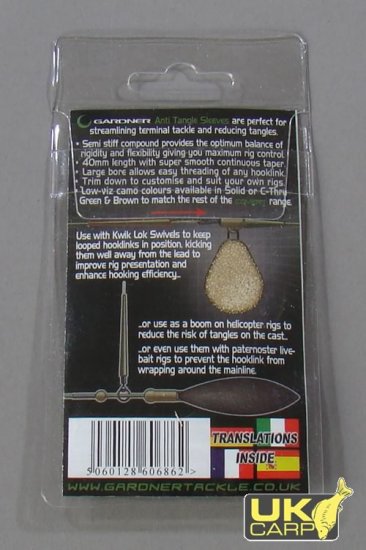 GARDNER Anti Tangle Sleeves are perfect for
streamlining terminal tackle and reducing tangles.
• Semi stiff compound provides the optimum balance of
rigidity and flexibility giving you maximum rig control.
• 40mm length with super smooth continuous taper.
• Large bore allows easy threading of any hooklink.
• Trim down to customise and suit your own rigs.
• Low-viz camo colours available in Solid or C-Thru
Green & Brown to match the rest of the COVERT range.
Use with Kwik Lok Swivels to keep
looped hooklinks in position, kicking
them well away from the lead to
improve rig presentation and
enhance hooking efficiency...
...or use as a boom on helicopter rigs to
reduce the risk of tangles on the cast...
...or even use them with paternoster live-
bait rigs to prevent the hooklink from
wrapping around the mainline.
TRANSLATIONS
INSIDE
5060128606862>
WWW.GARDNERTACKLE.CO.UK
UK
CARP